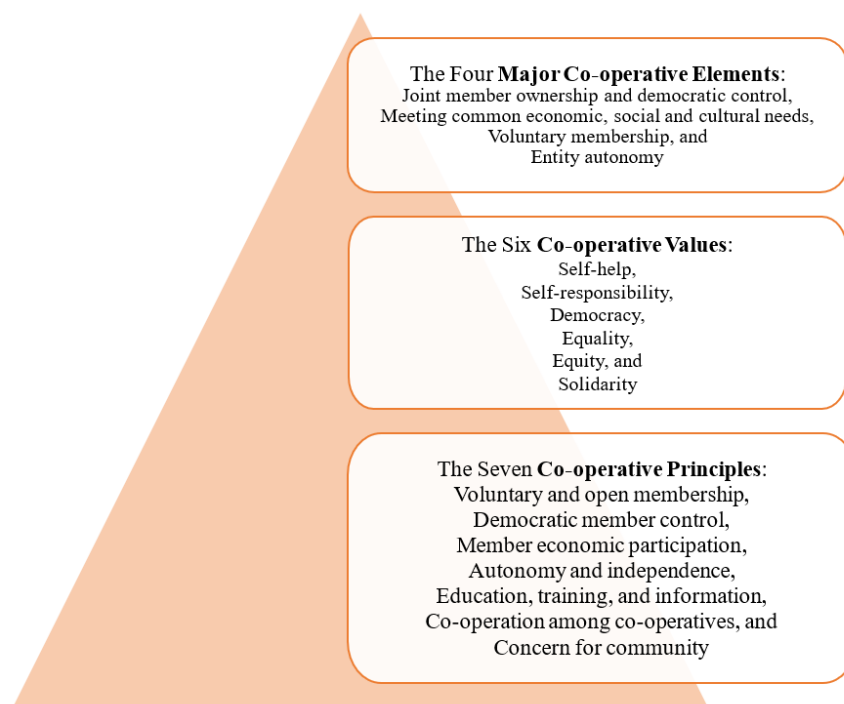 The Four Major Co-operative Elements:
Joint member ownership and democratic control,
Meeting common economic, social and cultural needs,
Voluntary membership, and
Entity autonomy
The Six Co-operative Values:
Self-help,
Self-responsibility,
Democracy,
Equality,
Equity, and
Solidarity
The Seven Co-operative Principles:
Voluntary and open membership,
Democratic member control,
Member economic participation,
Autonomy and independence,
Education, training, and information,
Co-operation among co-operatives, and
Concern for community